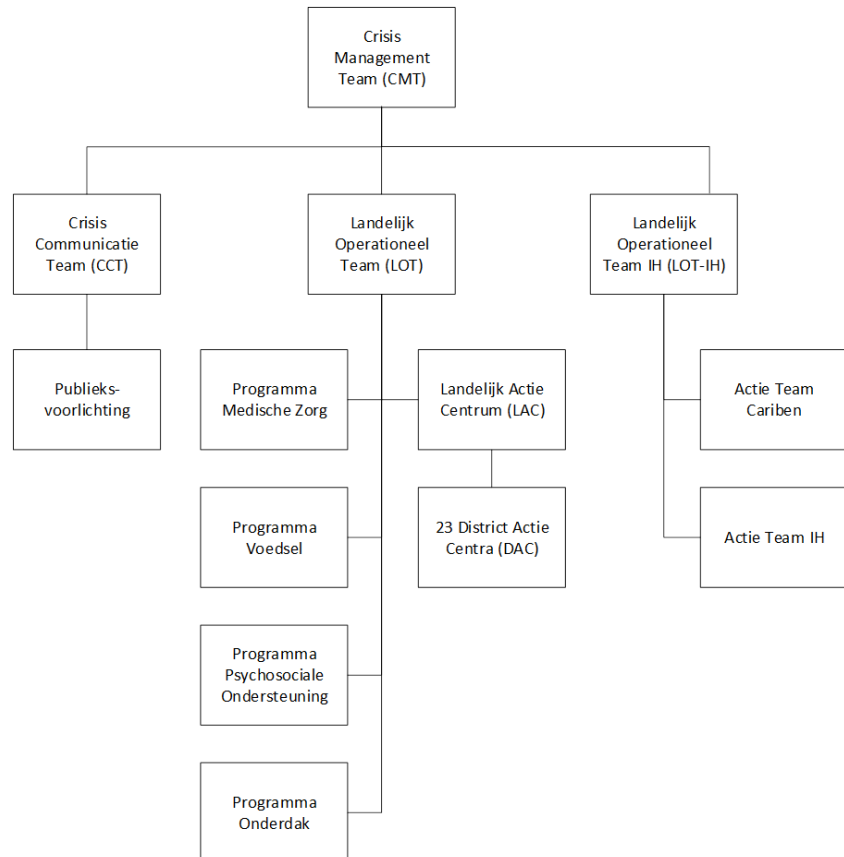 Crisis
Management
Team (CMT)
Crisis
Communicatie
Team (CCT)
Landelijk
Operationeel
Team (LOT)
Landelijk
Operationeel
Team IH (LOT-IH)
Publieks-
voorlichting
Programma
Medische Zorg
Landelijk Actie
Centrum (LAC)
Actie Team
Cariben
Programma
Voedsel
23 District Actie
Centra (DAC)
Actie Team IH
Programma
Psychosociale
Ondersteuning
Programma
Onderdak